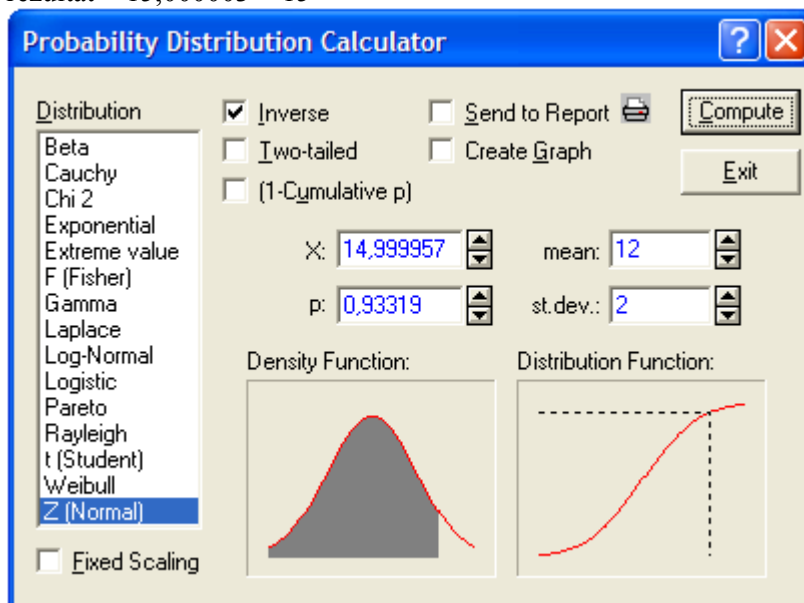 Probability Distribution Calculator
Distribution
Beta
Cauchy
Chi 2
Exponential
Extreme value
F (Fisher)
Gamma
Laplace
Log-Normal
Logistic
Pareto
Rayleigh
t (Student)
Weibull
Z (Normal)
Fixed Scaling
Inverse
Two-tailed
(1-Cumulative p)
Send to Report
Create Graph
Compute
Exit
X: 14,999957
mean: 12
p: 0,93319
st.dev.: 2
Density Function:
Distribution Function: